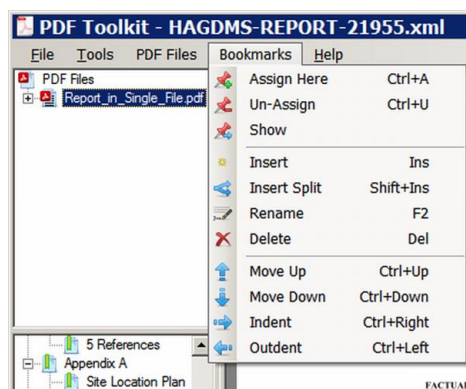 PDF Toolkit - HAGDMS-REPORT-21955.xml
File Tools PDF Files Bookmarks Help
PDF Files
Report_in_Single_File.pdf
Assign Here Ctrl+A
Un-Assign Ctrl+U
Show
Insert Ins
Insert Split Shift+Ins
Rename F2
Delete Del
Move Up Ctrl+Up
Move Down Ctrl+Down
Indent Ctrl+Right
Outdent Ctrl+Left
5 References
Appendix A
Site Location Plan
FACTUAL